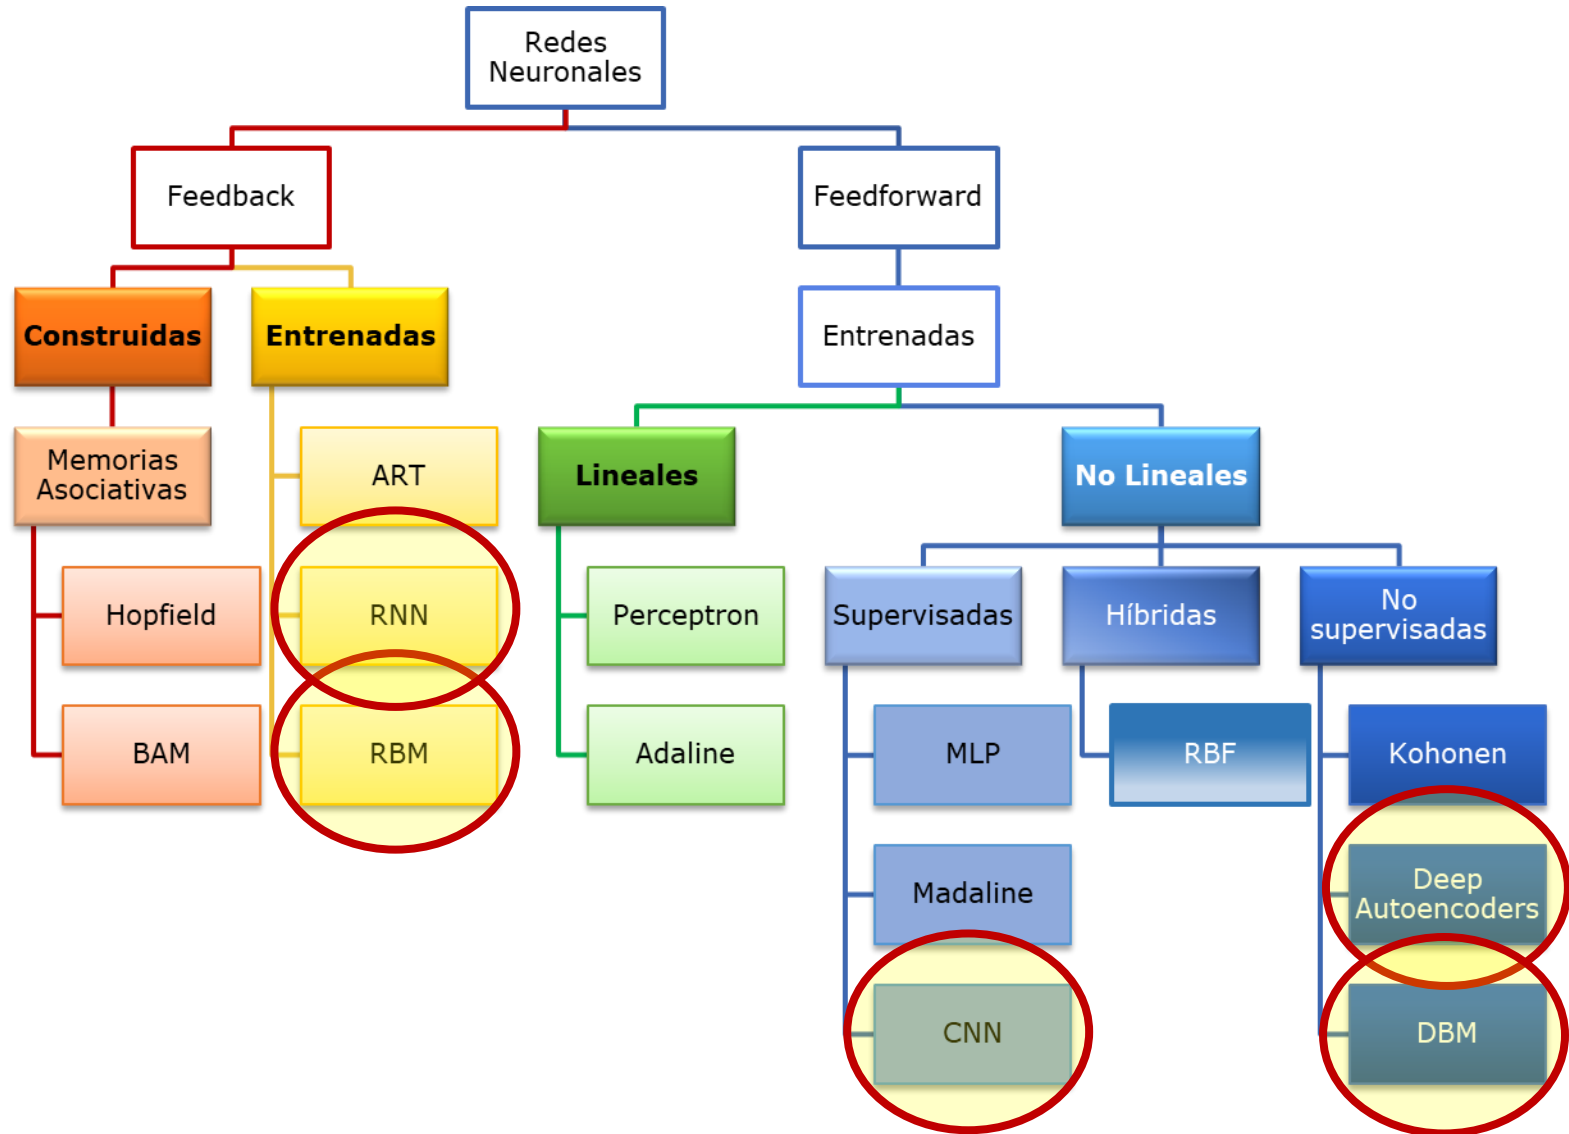 Redes
Neuronales
Feedback
Feedforward
Construidas
Entrenadas
Entrenadas
Memorias
Asociativas
ART
Lineales
No Lineales
Hopfield
RNN
Perceptron
Supervisadas
Híbridas
No
supervisadas
BAM
RBM
Adaline
MLP
RBF
Kohonen
Madaline
Deep
Autoencoders
CNN
DBM